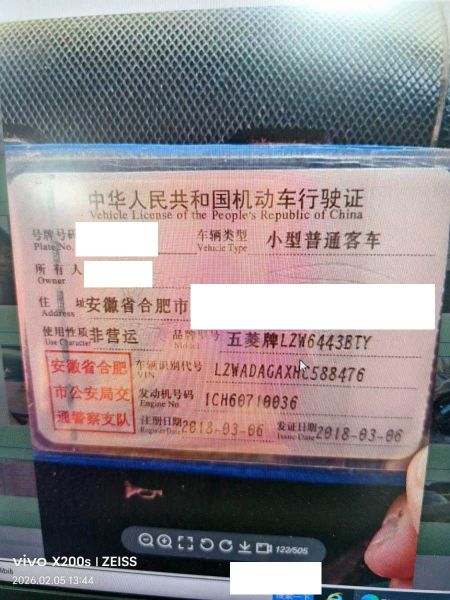 中华人民共和国机动车行驶证
Vehicle License of the People's Republic of China
号牌号码
Plate No.
车辆类型
Vehicle Type
小型普通客车
所有人
Owner
住址
Address
安徽省合肥市
使用性质
Use Character
非营运
品牌型号
Model
五菱牌LZW6443BTY
安徽省合肥
市公安局交
通警察支队
车辆识别代号
VIN
LZWADAGAXHC588476
发动机号码
Engine No.
1CH60710036
注册日期
Register Date
2018-03-06
发证日期
Issue Date
2018-03-06
122/505
vivo X200s | ZEISS
2026.02.05 13:44